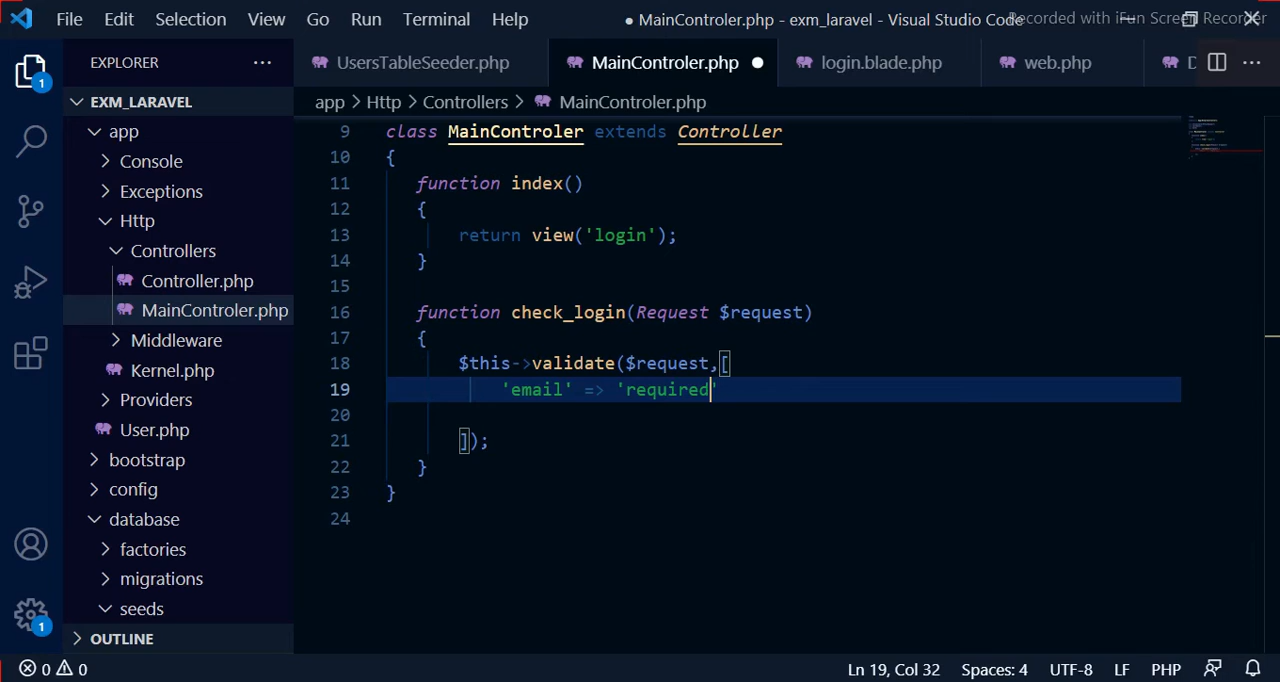 File Edit Selection View Go Run Terminal Help
● MainControler.php - exm_laravel - Visual Studio Code
Recorded with iFun Screen Recorder
EXPLORER
UsersTableSeeder.php
MainControler.php ●
login.blade.php
web.php
D
EXM_LARAVEL
app > Http > Controllers > MainControler.php
app
Console
Exceptions
Http
Controllers
Controller.php
MainControler.php
Middleware
Kernel.php
Providers
User.php
bootstrap
config
database
factories
migrations
seeds
OUTLINE
9 class MainControler extends Controller
10 {
11 function index()
12 {
13 return view('login');
14 }
15
16 function check_login(Request $request)
17 {
18 $this->validate($request,[
19 'email' => 'required'
20
21 ]);
22 }
23 }
24
1
1
0 0
Ln 19, Col 32 Spaces: 4 UTF-8 LF PHP